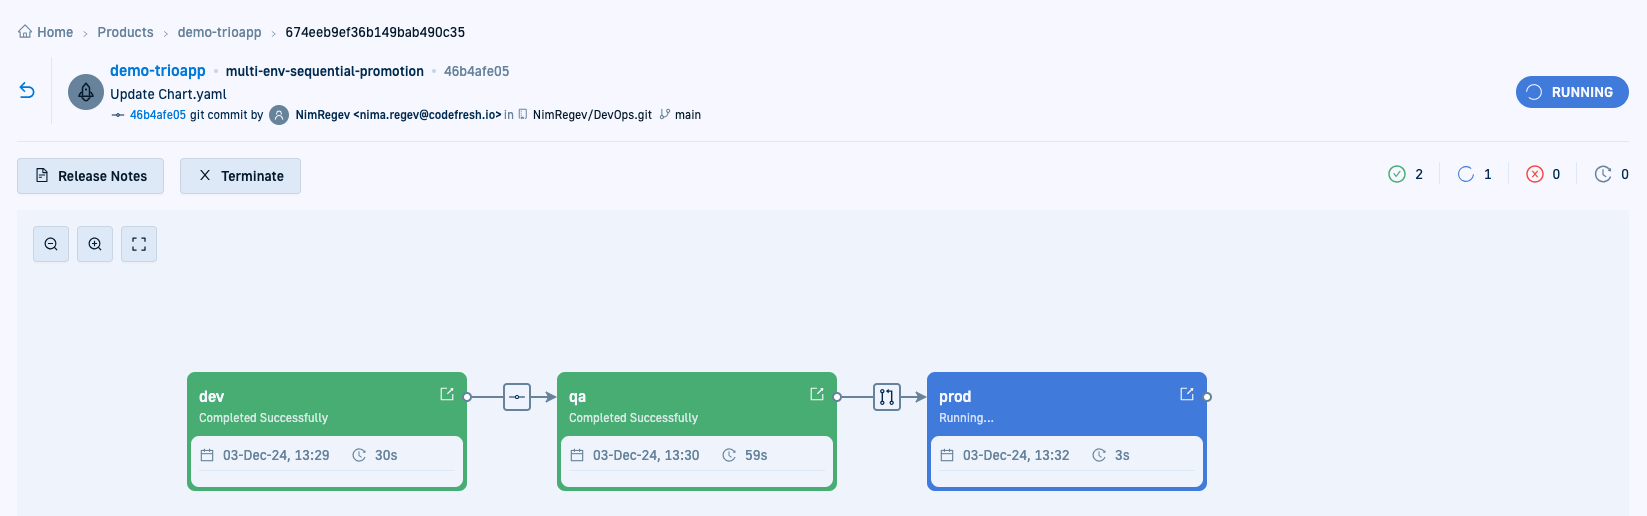 Home › Products › demo-trioapp › 674eeb9ef36b149bab490c35
demo-trioapp • multi-env-sequential-promotion • 46b4afe05
Update Chart.yaml
46b4afe05 git commit by NimRegev <nima.regev@codefresh.io> in NimRegev/DevOps.git main
RUNNING
Release Notes
Terminate
2 1 0 0
dev
Completed Successfully
03-Dec-24, 13:29 30s
qa
Completed Successfully
03-Dec-24, 13:30 59s
prod
Running...
03-Dec-24, 13:32 3s